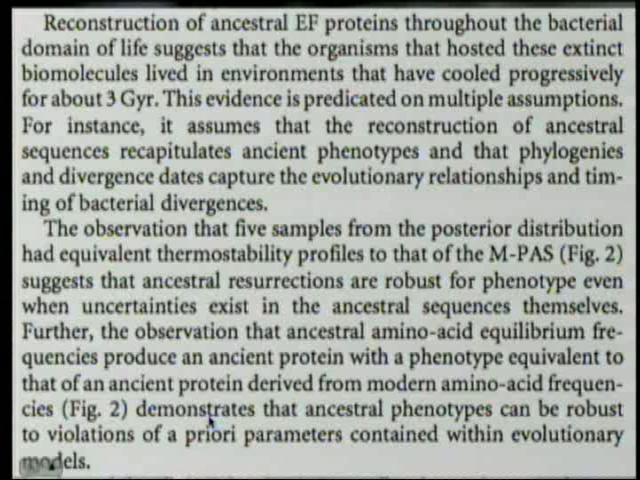 Reconstruction of ancestral EF proteins throughout the bacterial
domain of life suggests that the organisms that hosted these extinct
biomolecules lived in environments that have cooled progressively
for about 3 Gyr. This evidence is predicated on multiple assumptions.
For instance, it assumes that the reconstruction of ancestral
sequences recapitulates ancient phenotypes and that phylogenies
and divergence dates capture the evolutionary relationships and tim-
ing of bacterial divergences.
The observation that five samples from the posterior distribution
had equivalent thermostability profiles to that of the M-PAS (Fig. 2)
suggests that ancestral resurrections are robust for phenotype even
when uncertainties exist in the ancestral sequences themselves.
Further, the observation that ancestral amino-acid equilibrium fre-
quencies produce an ancient protein with a phenotype equivalent to
that of an ancient protein derived from modern amino-acid frequen-
cies (Fig. 2) demonstrates that ancestral phenotypes can be robust
to violations of a priori parameters contained within evolutionary
models.